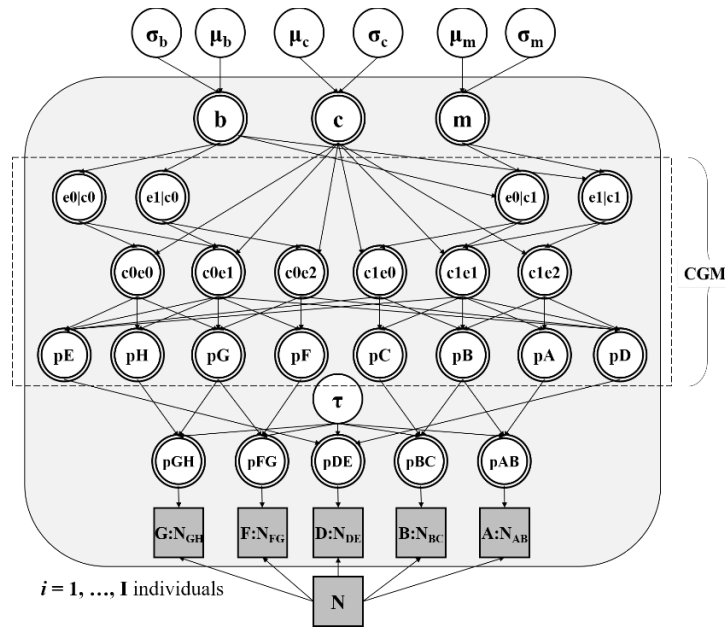 σb μb μc σc μm σm
b c m
e0|c0 e1|c0 e0|c1 e1|c1
c0e0 c0e1 c0e2 c1e0 c1e1 c1e2
CGM
pE pH pG pF pC pB pA pD
τ
pGH pFG pDE pBC pAB
G:NGH F:NFG D:NDE B:NBC A:NAB
i = 1, …, I individuals
N